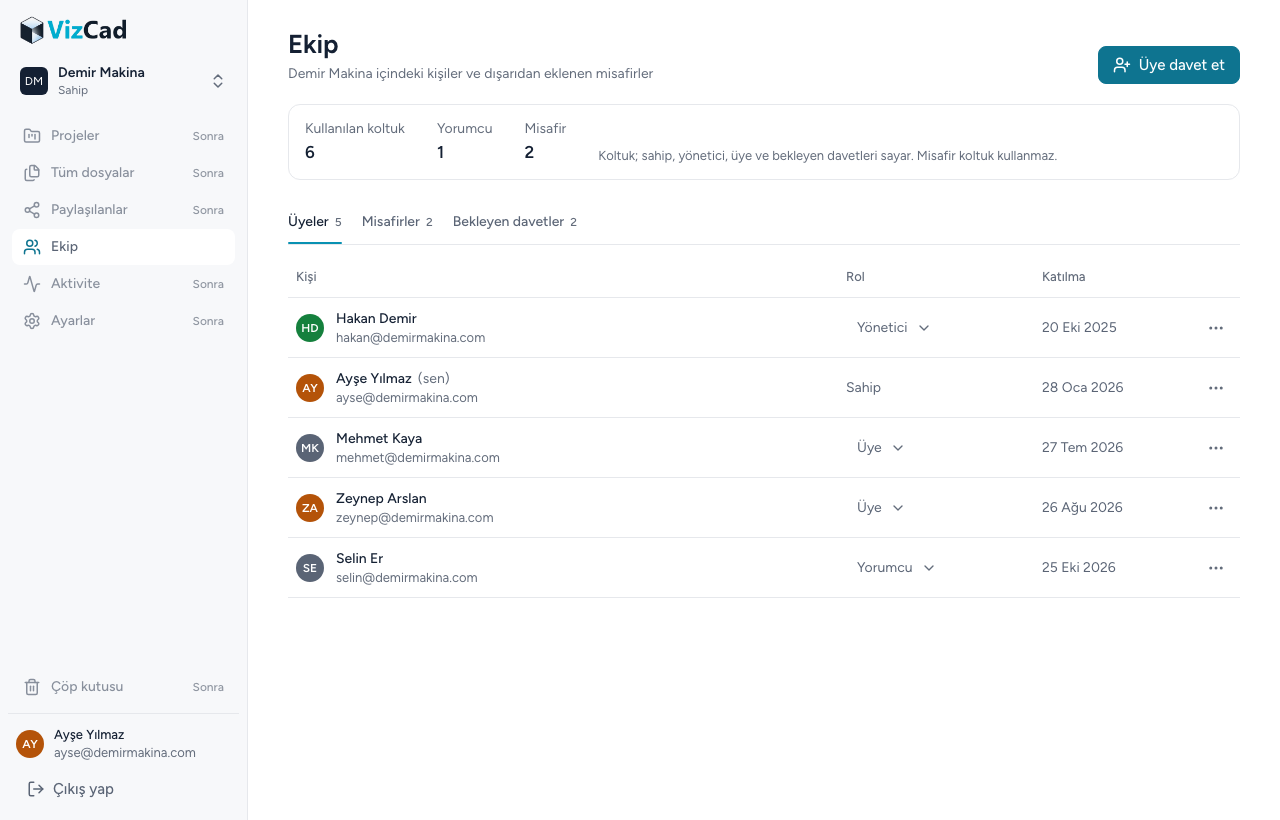 VizCad
DM
Demir Makina
Sahip
Projeler Sonra
Tüm dosyalar Sonra
Paylaşılanlar Sonra
Ekip
Aktivite Sonra
Ayarlar Sonra
Çöp kutusu Sonra
AY
Ayşe Yılmaz
ayse@demirmakina.com
Çıkış yap
Ekip
Demir Makina içindeki kişiler ve dışarıdan eklenen misafirler
Üye davet et
Kullanılan koltuk Yorumcu Misafir
6 1 2
Koltuk; sahip, yönetici, üye ve bekleyen davetleri sayar. Misafir koltuk kullanmaz.
Üyeler 5 Misafirler 2 Bekleyen davetler 2
Kişi Rol Katılma
HD Hakan Demir Yönetici 20 Eki 2025
hakan@demirmakina.com
AY Ayşe Yılmaz (sen) Sahip 28 Oca 2026
ayse@demirmakina.com
MK Mehmet Kaya Üye 27 Tem 2026
mehmet@demirmakina.com
ZA Zeynep Arslan Üye 26 Ağu 2026
zeynep@demirmakina.com
SE Selin Er Yorumcu 25 Eki 2026
selin@demirmakina.com